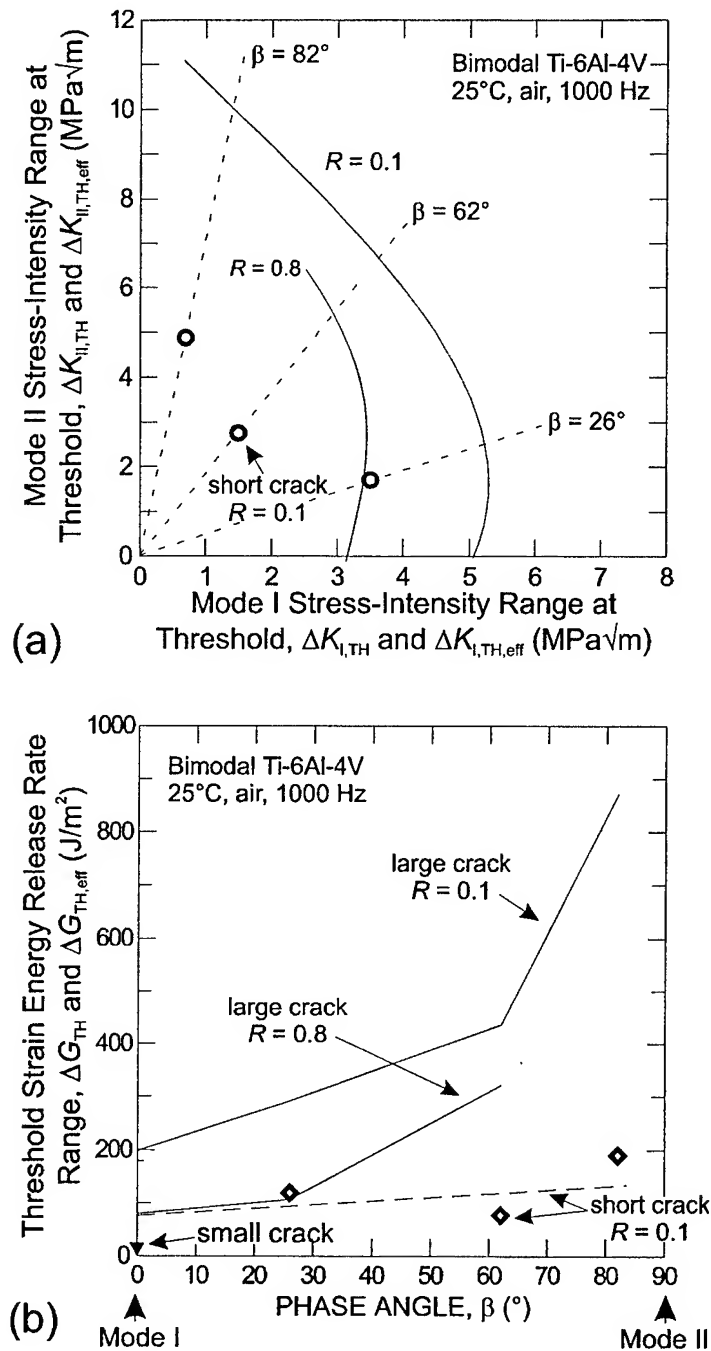 12
10
8
6
4
2
0
0 1 2 3 4 5 6 7 8
Mode II Stress-Intensity Range at
Threshold, ΔK_II,TH and ΔK_II,TH,eff (MPa√m)
β = 82°
Bimodal Ti-6Al-4V
25°C, air, 1000 Hz
R = 0.1
β = 62°
R = 0.8
β = 26°
short crack
R = 0.1
Mode I Stress-Intensity Range at
Threshold, ΔK_I,TH and ΔK_I,TH,eff (MPa√m)
(a)
1000
800
600
400
200
0
Threshold Strain Energy Release Rate
Range, ΔG_TH and ΔG_TH,eff (J/m²)
Bimodal Ti-6Al-4V
25°C, air, 1000 Hz
large crack
R = 0.1
large crack
R = 0.8
small crack
short crack
R = 0.1
0 10 20 30 40 50 60 70 80 90
PHASE ANGLE, β (°)
(b)
Mode I
Mode II